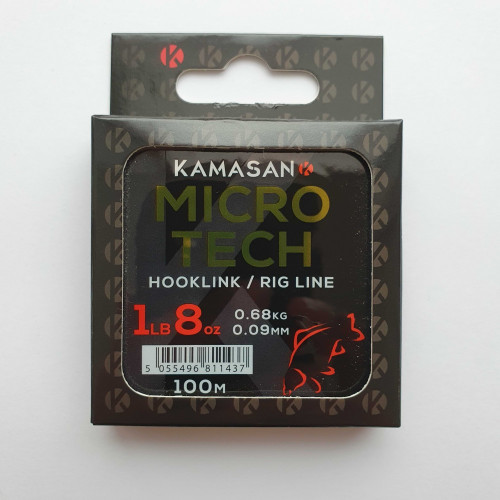 KAMASAN
MICRO
TECH
HOOKLINK / RIG LINE
1LB 8OZ
0.68KG
0.09MM
5 055496 811437
100M